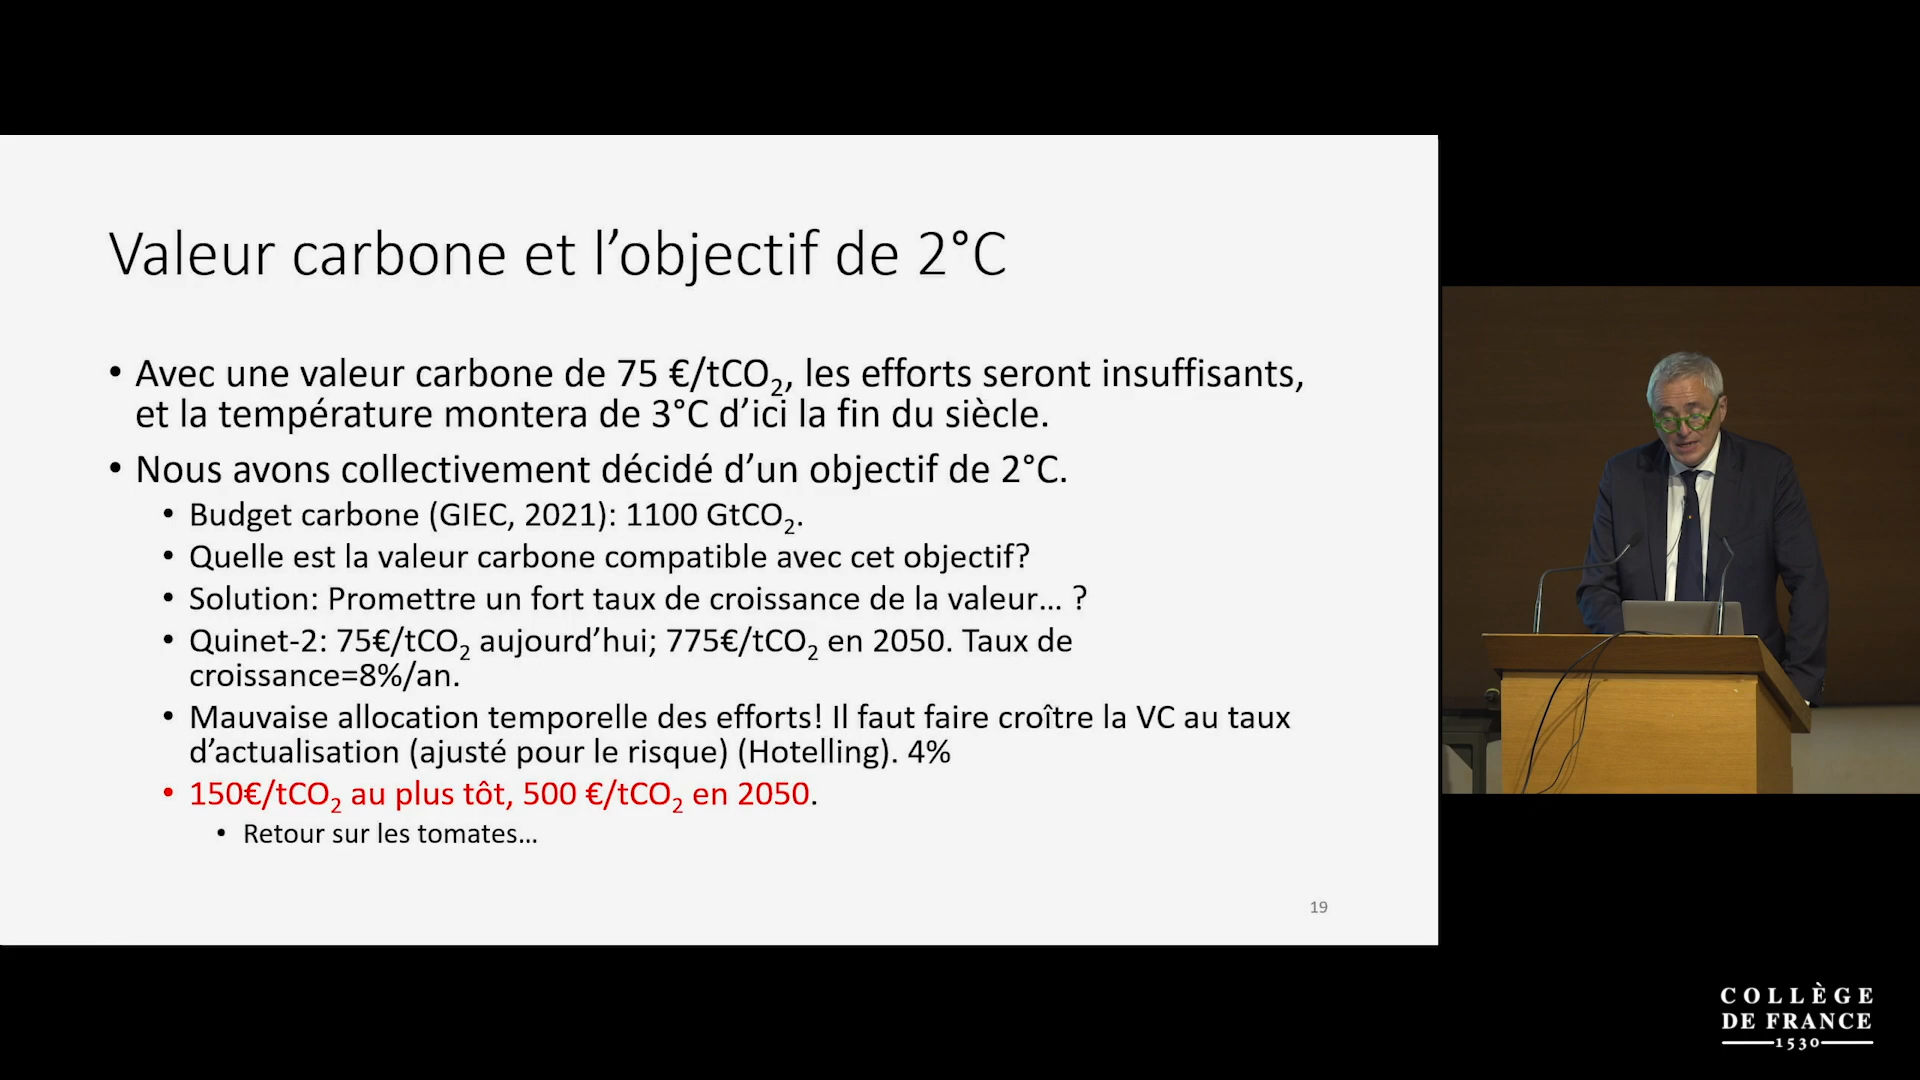 Valeur carbone et l’objectif de 2°C
• Avec une valeur carbone de 75 €/tCO₂, les efforts seront insuffisants,
et la température montera de 3°C d’ici la fin du siècle.
• Nous avons collectivement décidé d’un objectif de 2°C.
• Budget carbone (GIEC, 2021): 1100 GtCO₂.
• Quelle est la valeur carbone compatible avec cet objectif?
• Solution: Promettre un fort taux de croissance de la valeur… ?
• Quinet-2: 75€/tCO₂ aujourd’hui; 775€/tCO₂ en 2050. Taux de
croissance=8%/an.
• Mauvaise allocation temporelle des efforts! Il faut faire croître la VC au taux
d’actualisation (ajusté pour le risque) (Hotelling). 4%
• 150€/tCO₂ au plus tôt, 500 €/tCO₂ en 2050.
• Retour sur les tomates…
19
COLLÈGE
DE FRANCE
1530